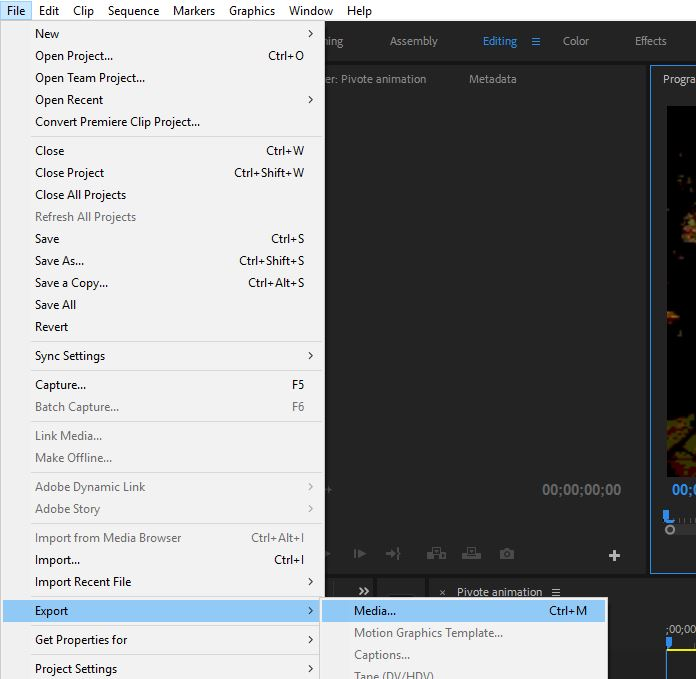 File Edit Clip Sequence Markers Graphics Window Help
Assembly Editing Color Effects
Pivote animation Metadata
New
Open Project... Ctrl+O
Open Team Project...
Open Recent
Convert Premiere Clip Project...
Close Ctrl+W
Close Project Ctrl+Shift+W
Close All Projects
Refresh All Projects
Save Ctrl+S
Save As... Ctrl+Shift+S
Save a Copy... Ctrl+Alt+S
Save All
Revert
Sync Settings
Capture... F5
Batch Capture... F6
Link Media...
Make Offline...
Adobe Dynamic Link
Adobe Story
00;00;00;00
Import from Media Browser Ctrl+Alt+I
Import... Ctrl+I
Import Recent File
× Pivote animation
Export
Media... Ctrl+M
Motion Graphics Template...
Captions...
Tape (DV/HDV)
Get Properties for
Project Settings